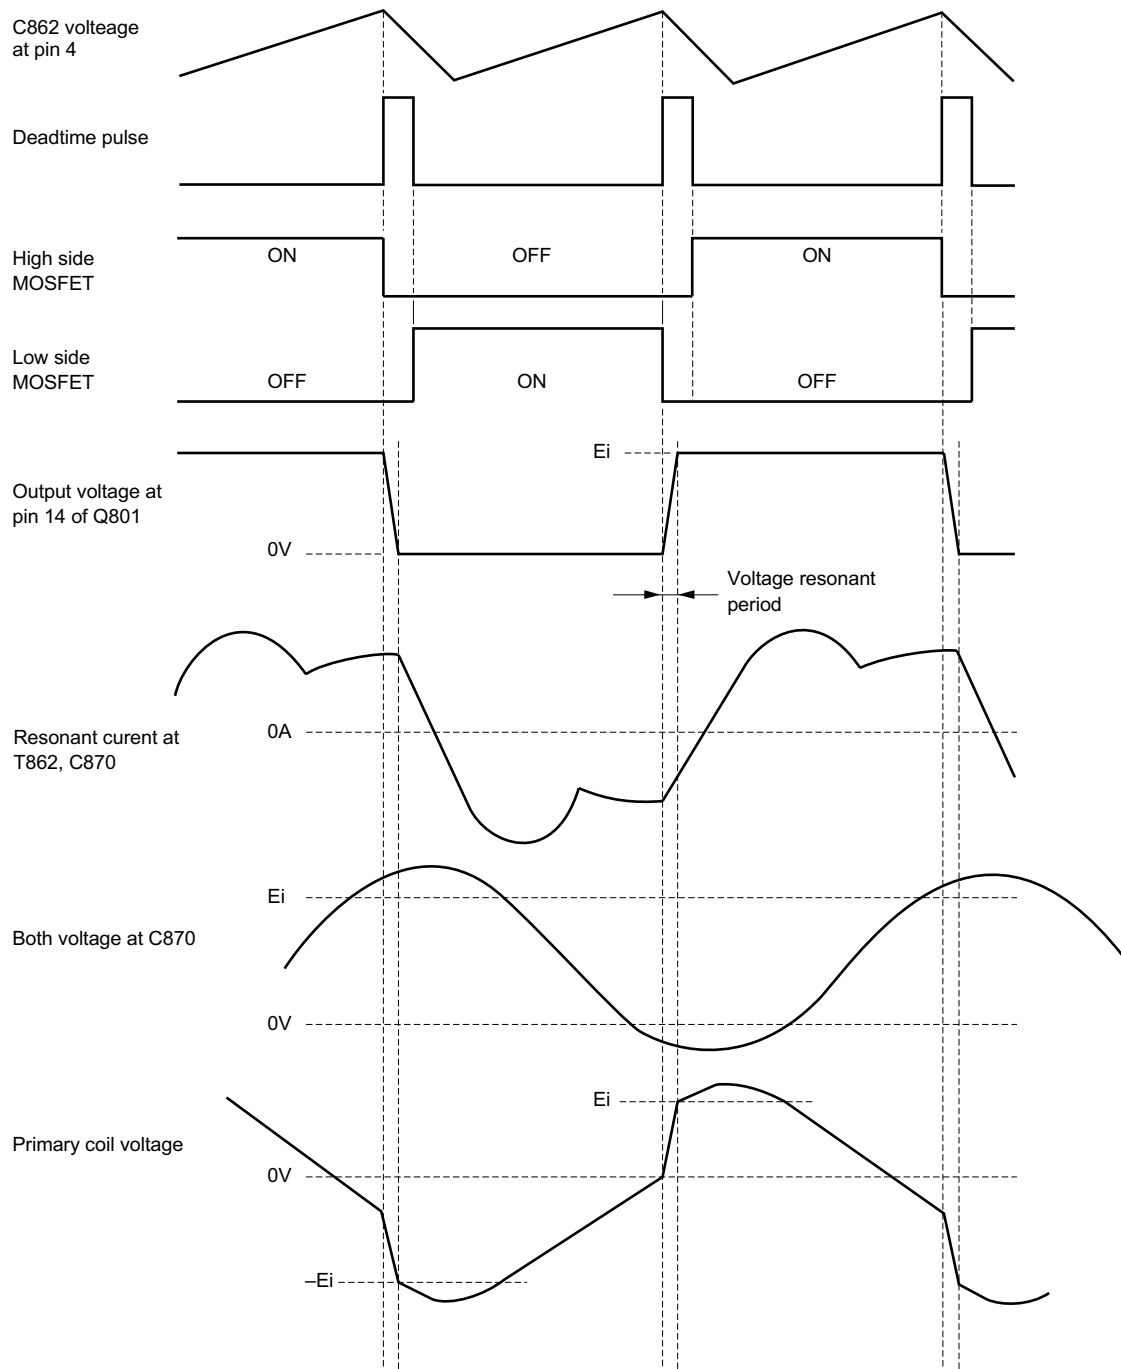 C862 volteage
at pin 4
Deadtime pulse
High side
MOSFET
ON
OFF
ON
Low side
MOSFET
OFF
ON
OFF
Output voltage at
pin 14 of Q801
Ei
0V
Voltage resonant
period
Resonant curent at
T862, C870
0A
Both voltage at C870
Ei
0V
Primary coil voltage
Ei
0V
–Ei